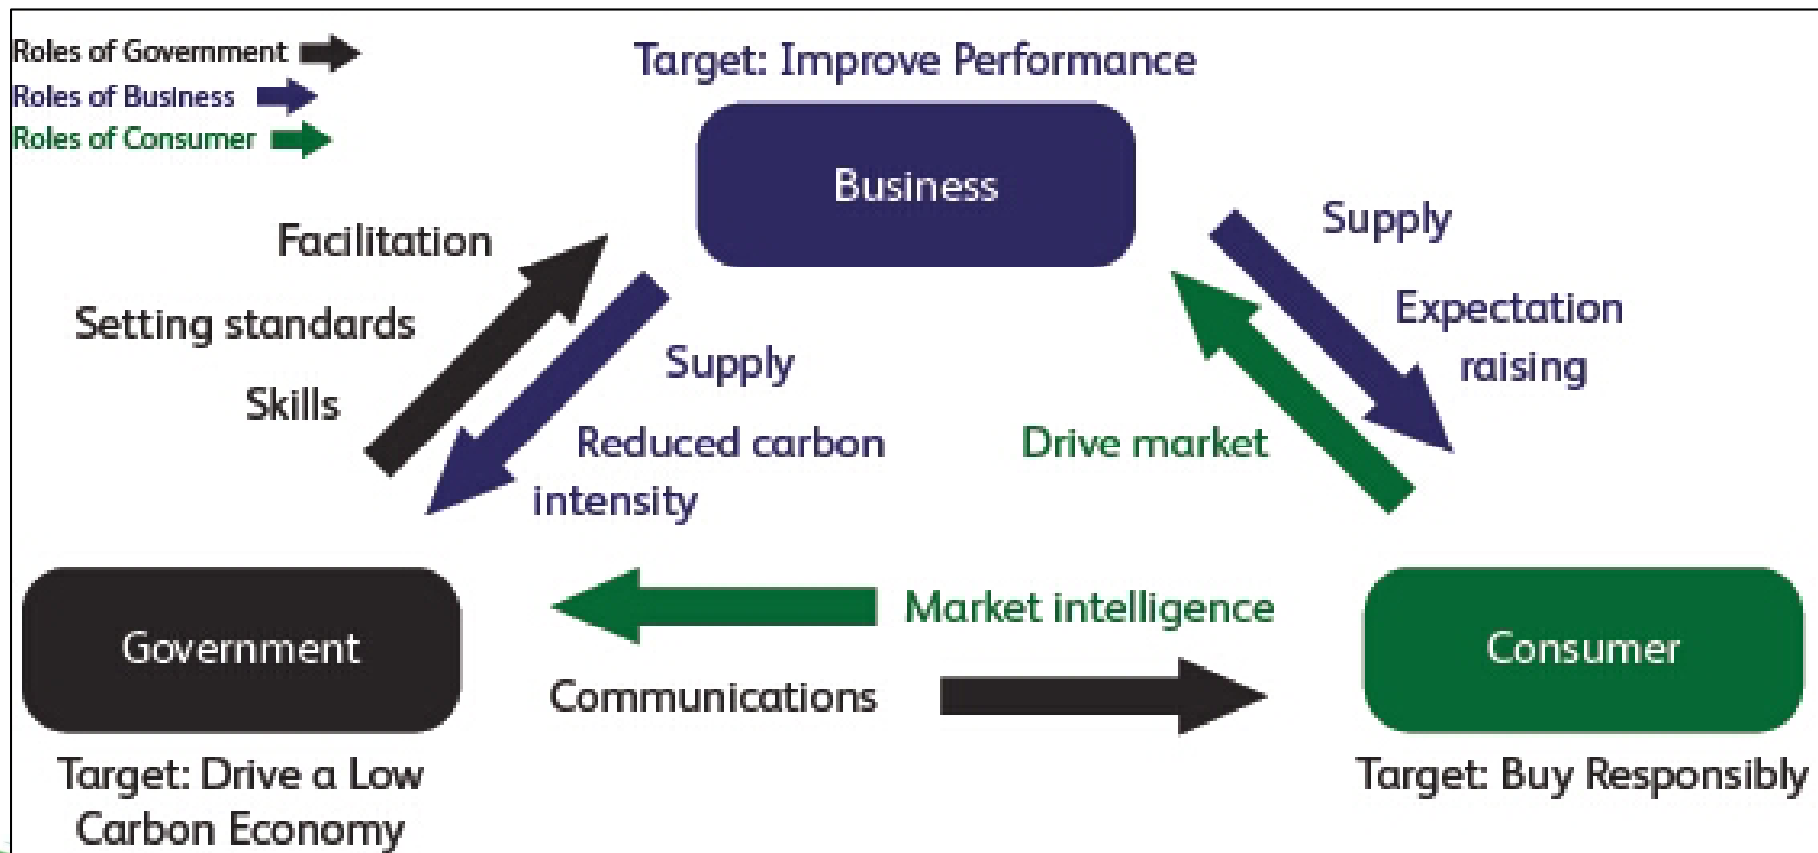 Roles of Government
Roles of Business
Roles of Consumer
Target: Improve Performance
Business
Facilitation
Setting standards
Skills
Supply
Reduced carbon
intensity
Supply
Expectation
raising
Drive market
Market intelligence
Communications
Government
Target: Drive a Low
Carbon Economy
Consumer
Target: Buy Responsibly